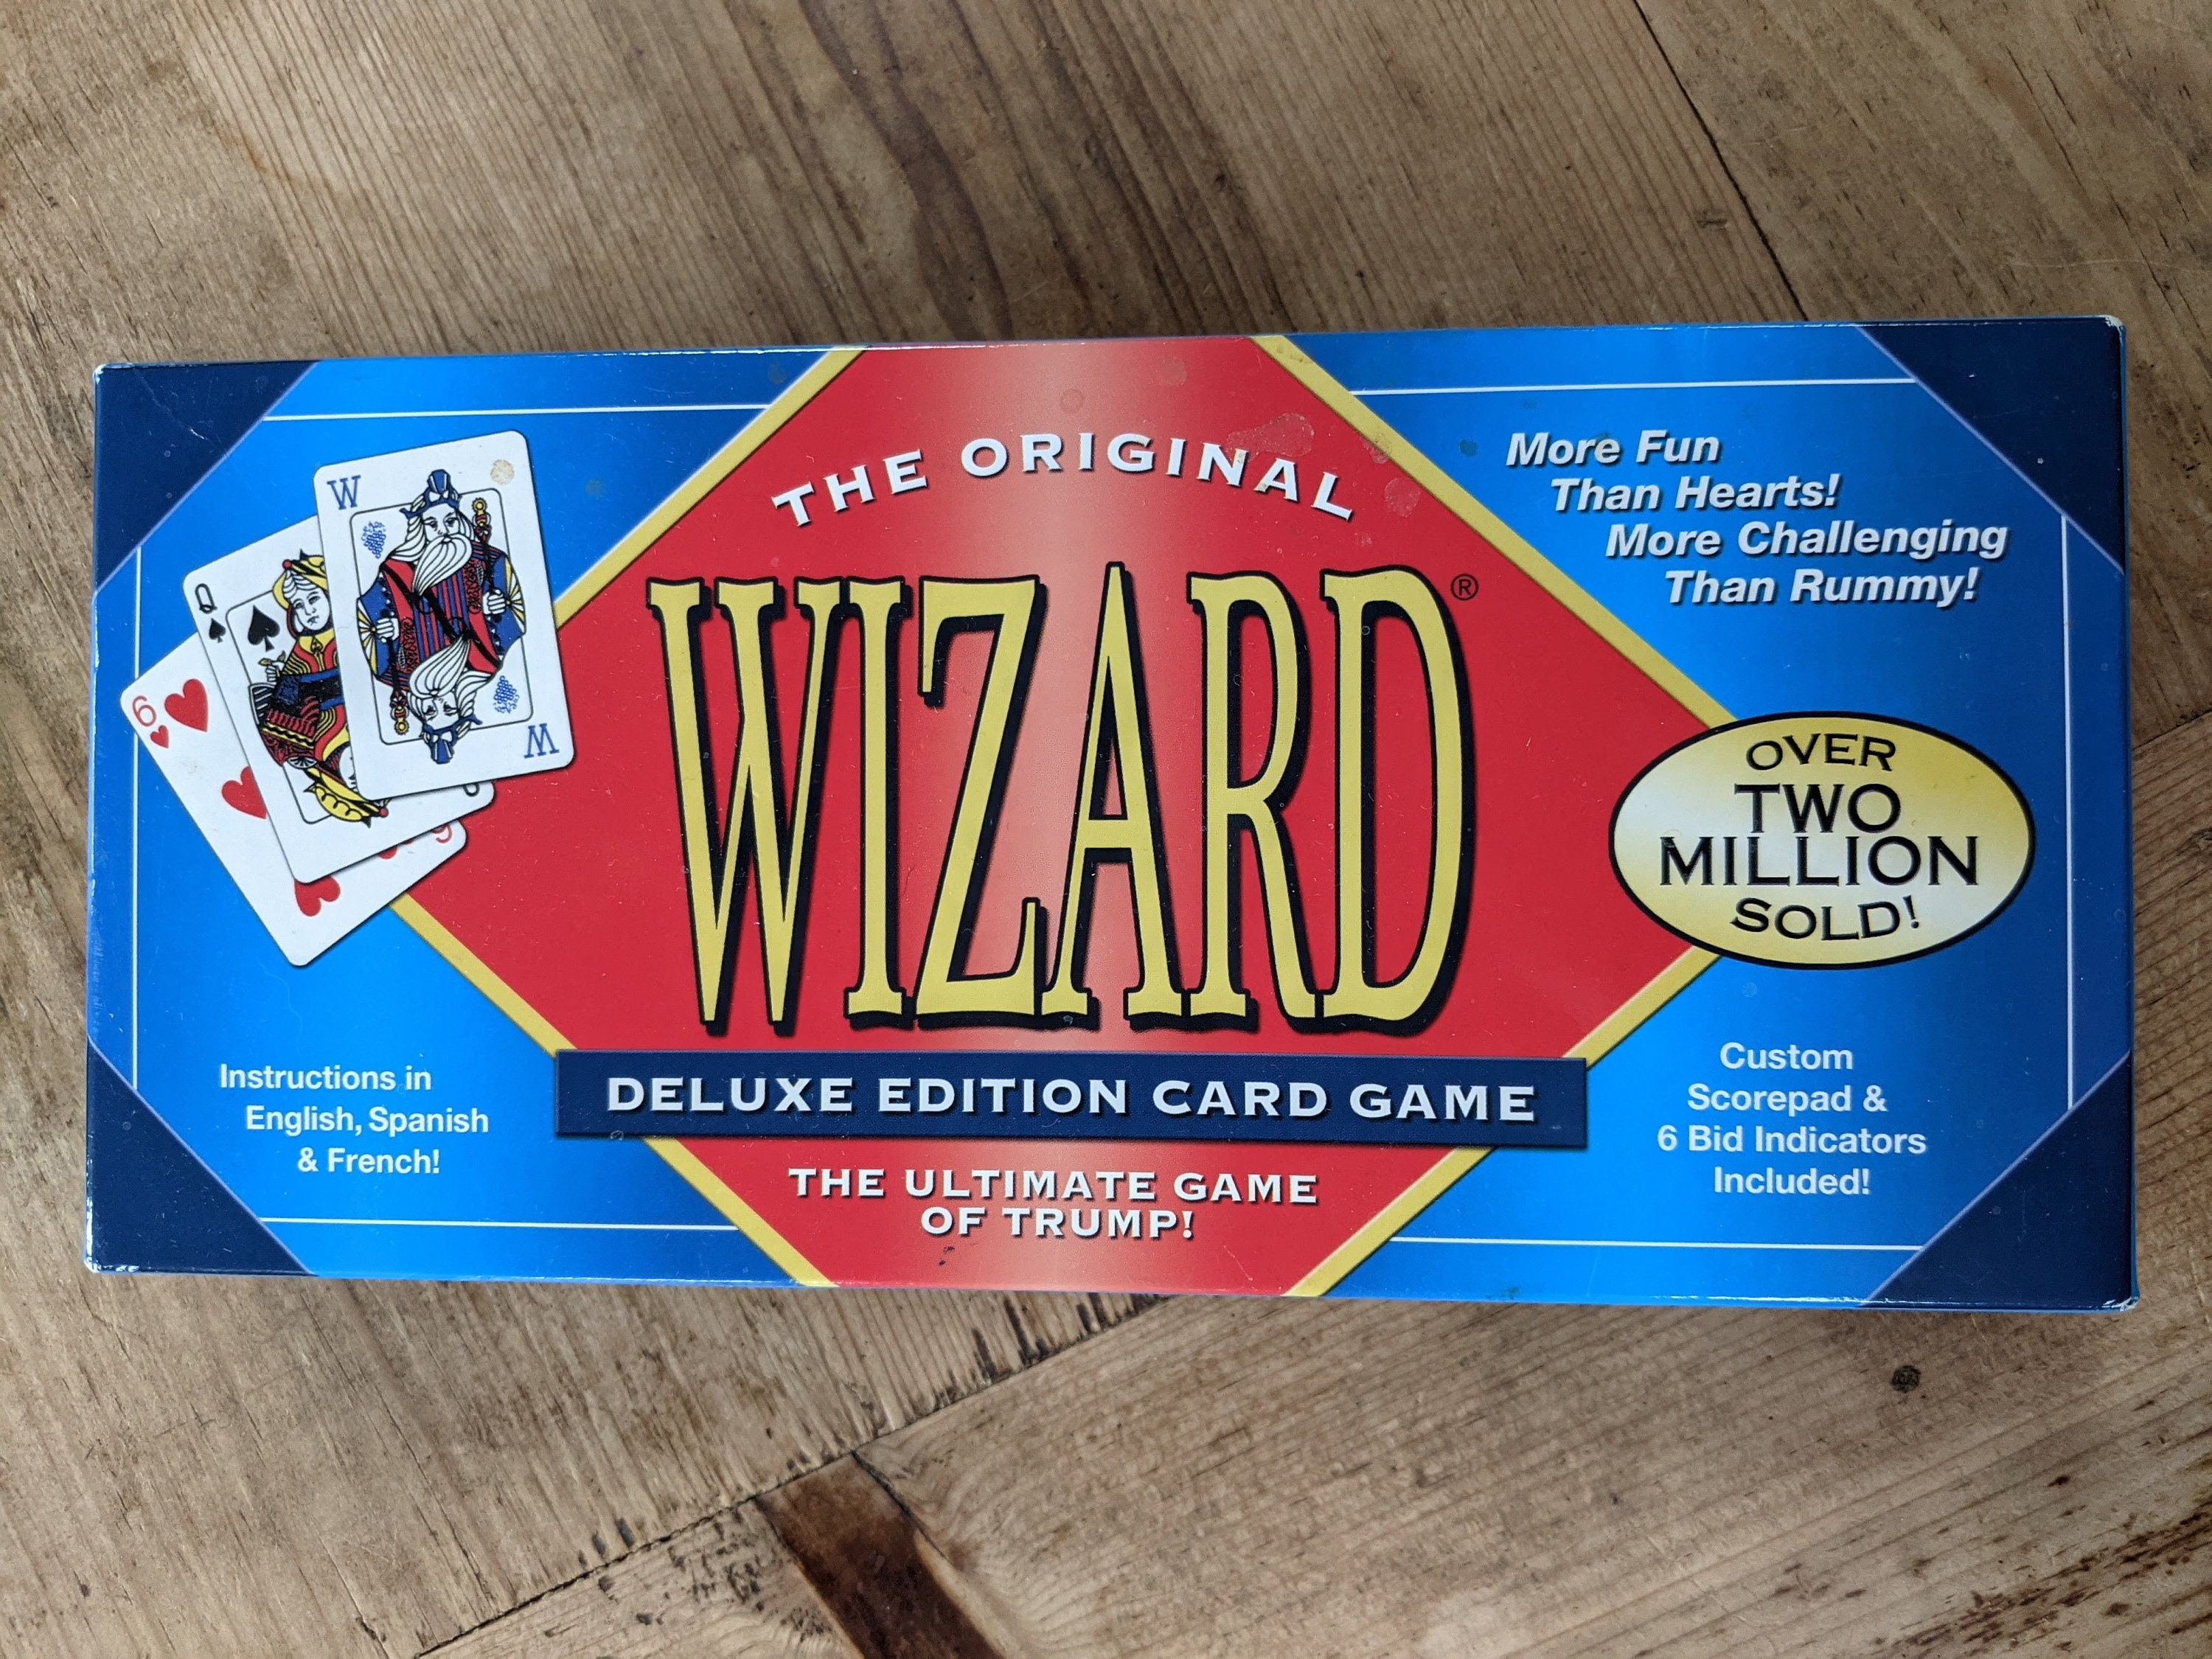 THE ORIGINAL
WIZARD®
DELUXE EDITION CARD GAME
THE ULTIMATE GAME
OF TRUMP!
W
W
Q
Q
6
6
Instructions in
English, Spanish
& French!
More Fun
Than Hearts!
More Challenging
Than Rummy!
OVER
TWO
MILLION
SOLD!
Custom
Scorepad &
6 Bid Indicators
Included!